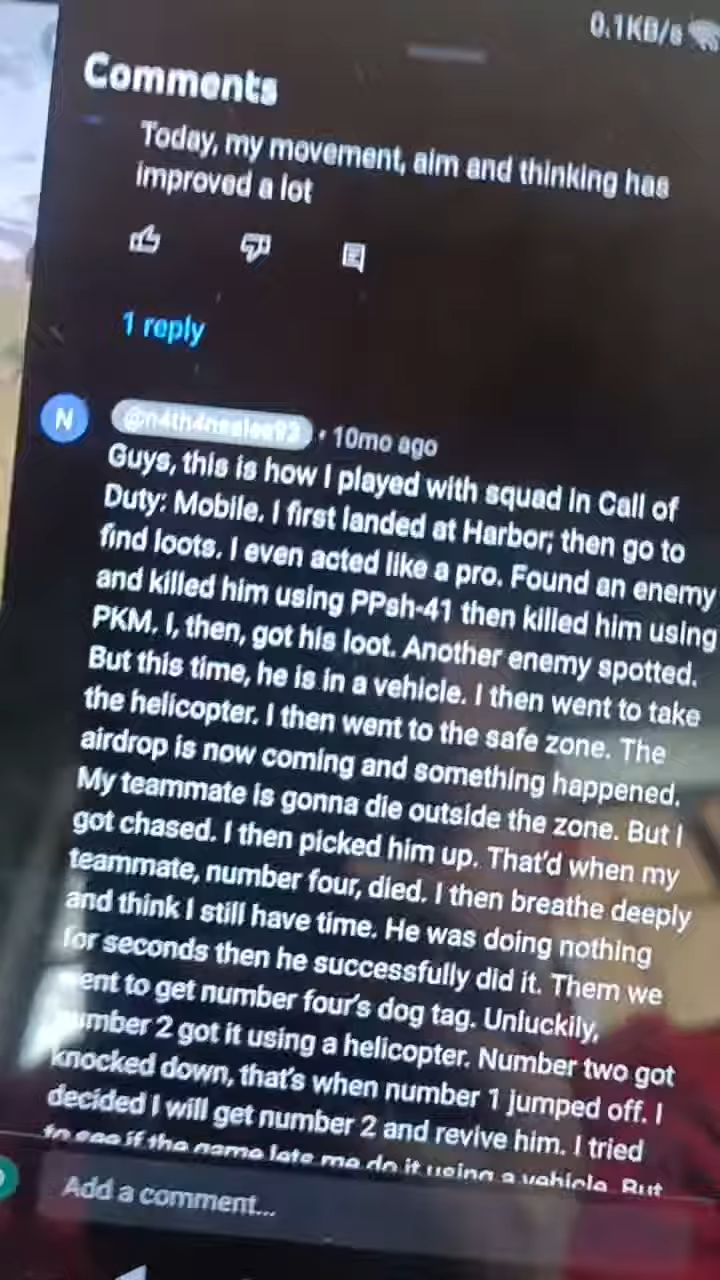 0.1KB/s
Comments
Today, my movement, aim and thinking has
improved a lot
1 reply
N
• 10mo ago
Guys, this is how I played with squad in Call of
Duty: Mobile. I first landed at Harbor; then go to
find loots. I even acted like a pro. Found an enemy
and killed him using PPsh-41 then killed him using
PKM. I, then, got his loot. Another enemy spotted.
But this time, he is in a vehicle. I then went to take
the helicopter. I then went to the safe zone. The
airdrop is now coming and something happened.
My teammate is gonna die outside the zone. But I
got chased. I then picked him up. That'd when my
teammate, number four, died. I then breathe deeply
and think I still have time. He was doing nothing
for seconds then he successfully did it. Them we
ent to get number four's dog tag. Unluckily,
number 2 got it using a helicopter. Number two got
knocked down, that's when number 1 jumped off. I
decided I will get number 2 and revive him. I tried
to see if the game lets me do it using a vehicle. But
Add a comment...